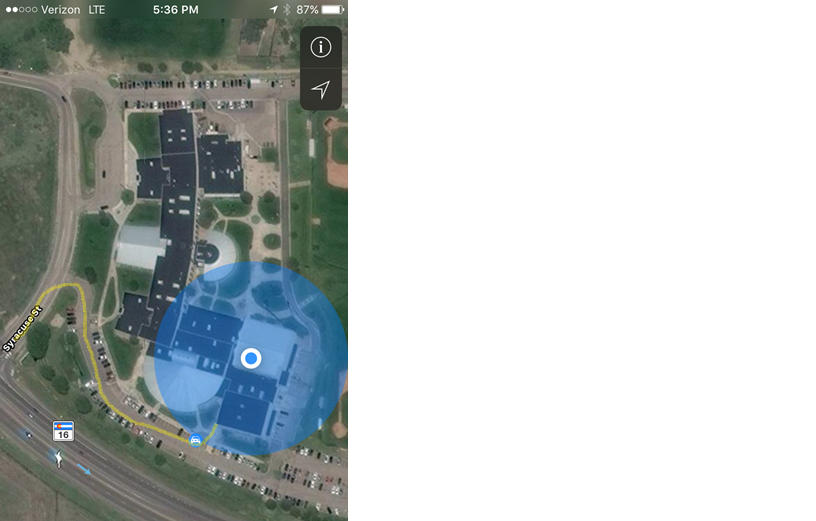 Verizon LTE 5:36 PM 87%
Syracuse St
16